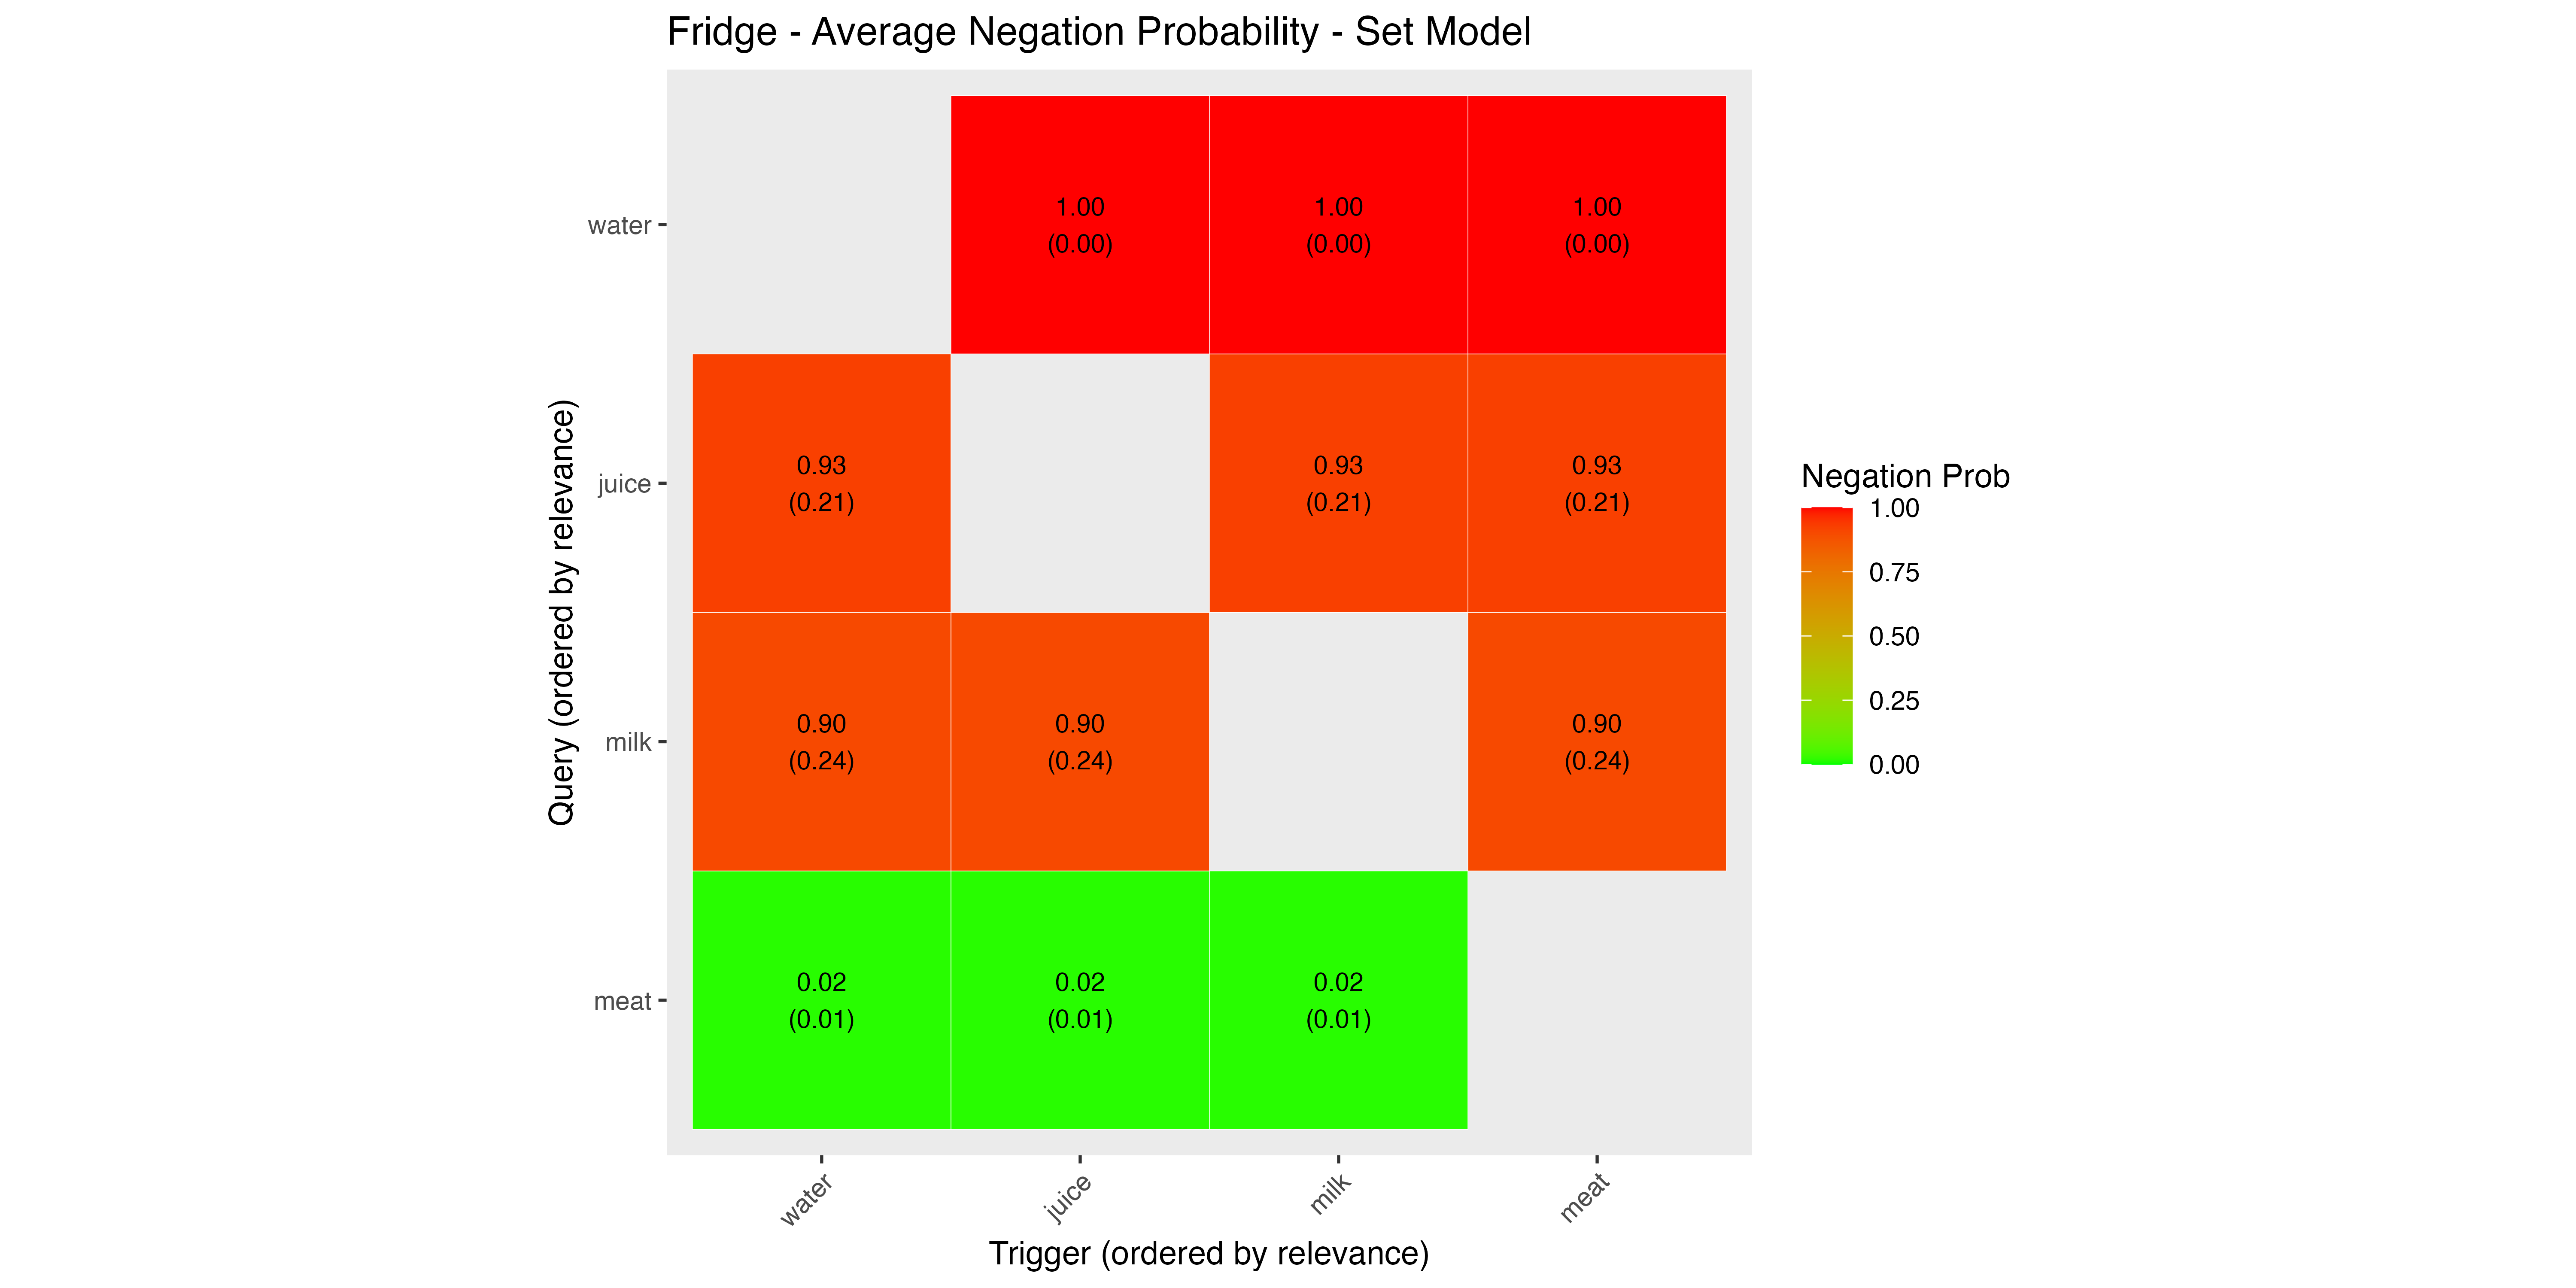 Fridge - Average Negation Probability - Set Model
Query (ordered by relevance)
water
1.00
(0.00)
1.00
(0.00)
1.00
(0.00)
juice
0.93
(0.21)
0.93
(0.21)
0.93
(0.21)
milk
0.90
(0.24)
0.90
(0.24)
0.90
(0.24)
meat
0.02
(0.01)
0.02
(0.01)
0.02
(0.01)
water
juice
milk
meat
Trigger (ordered by relevance)
Negation Prob
1.00
0.75
0.50
0.25
0.00